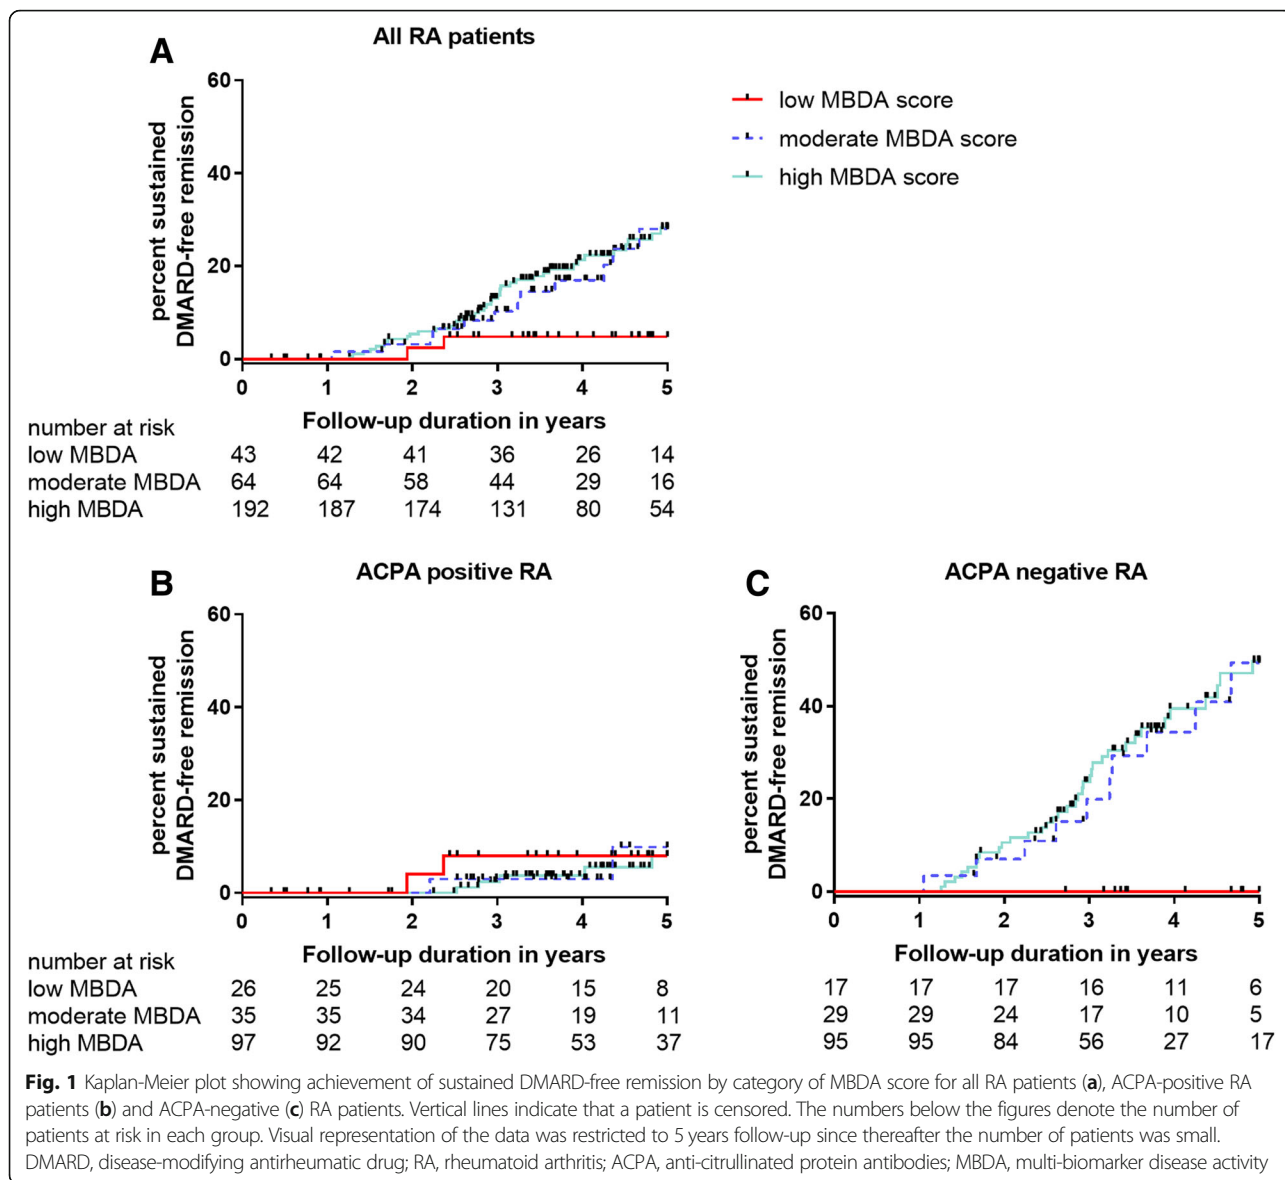 A
All RA patients
percent sustained
DMARD-free remission
60
40
20
0
0 1 2 3 4 5
Follow-up duration in years
low MBDA score
moderate MBDA score
high MBDA score
number at risk
low MBDA 43 42 41 36 26 14
moderate MBDA 64 64 58 44 29 16
high MBDA 192 187 174 131 80 54
B
ACPA positive RA
percent sustained
DMARD-free remission
60
40
20
0
0 1 2 3 4 5
Follow-up duration in years
number at risk
low MBDA 26 25 24 20 15 8
moderate MBDA 35 35 34 27 19 11
high MBDA 97 92 90 75 53 37
C
ACPA negative RA
percent sustained
DMARD-free remission
60
40
20
0
0 1 2 3 4 5
Follow-up duration in years
17 17 17 16 11 6
29 29 24 17 10 5
95 95 84 56 27 17
Fig. 1 Kaplan-Meier plot showing achievement of sustained DMARD-free remission by category of MBDA score for all RA patients (a), ACPA-positive RA
patients (b) and ACPA-negative (c) RA patients. Vertical lines indicate that a patient is censored. The numbers below the figures denote the number of
patients at risk in each group. Visual representation of the data was restricted to 5 years follow-up since thereafter the number of patients was small.
DMARD, disease-modifying antirheumatic drug; RA, rheumatoid arthritis; ACPA, anti-citrullinated protein antibodies; MBDA, multi-biomarker disease activity